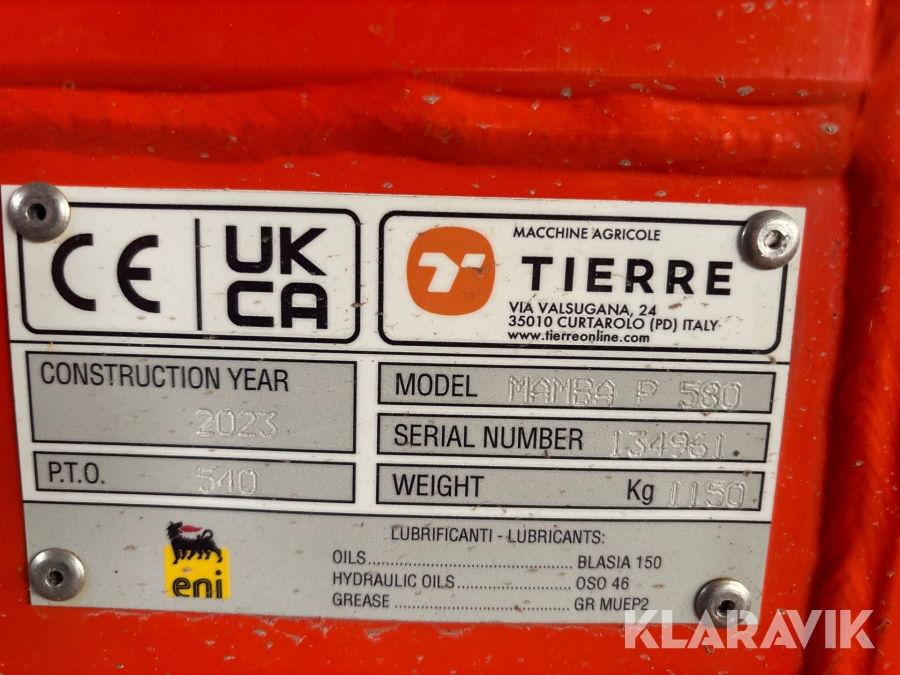 CE
UK
CA
MACCHINE AGRICOLE
TIERRE
VIA VALSUGANA, 24
35010 CURTAROLO (PD) ITALY
www.tierreonline.com
CONSTRUCTION YEAR
2023
P.T.O. 540
MODEL MAMBA P 580
SERIAL NUMBER 134961
WEIGHT Kg 1150
eni
LUBRIFICANTI - LUBRICANTS:
OILS.................................................... BLASIA 150
HYDRAULIC OILS............................. OSO 46
GREASE............................................ GR MUEP2
KLARAVIK